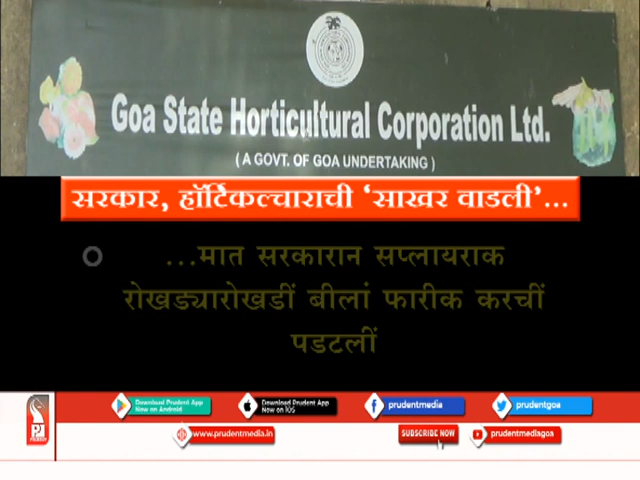 Goa State Horticultural Corporation Ltd.
( A GOVT. OF GOA UNDERTAKING )
सरकार, हॉर्टिकल्चाराची ‘साखर वाडली’...
...मात सरकारान सप्लायराक
रोखड्यारोखडीं बीलां फारीक करचीं
पडटलीं
Download Prudent App
Now on Android
Download Prudent App
Now on iOS
prudentmedia
prudentgoa
www.prudentmedia.in
SUBSCRIBE NOW
prudentmediagoa